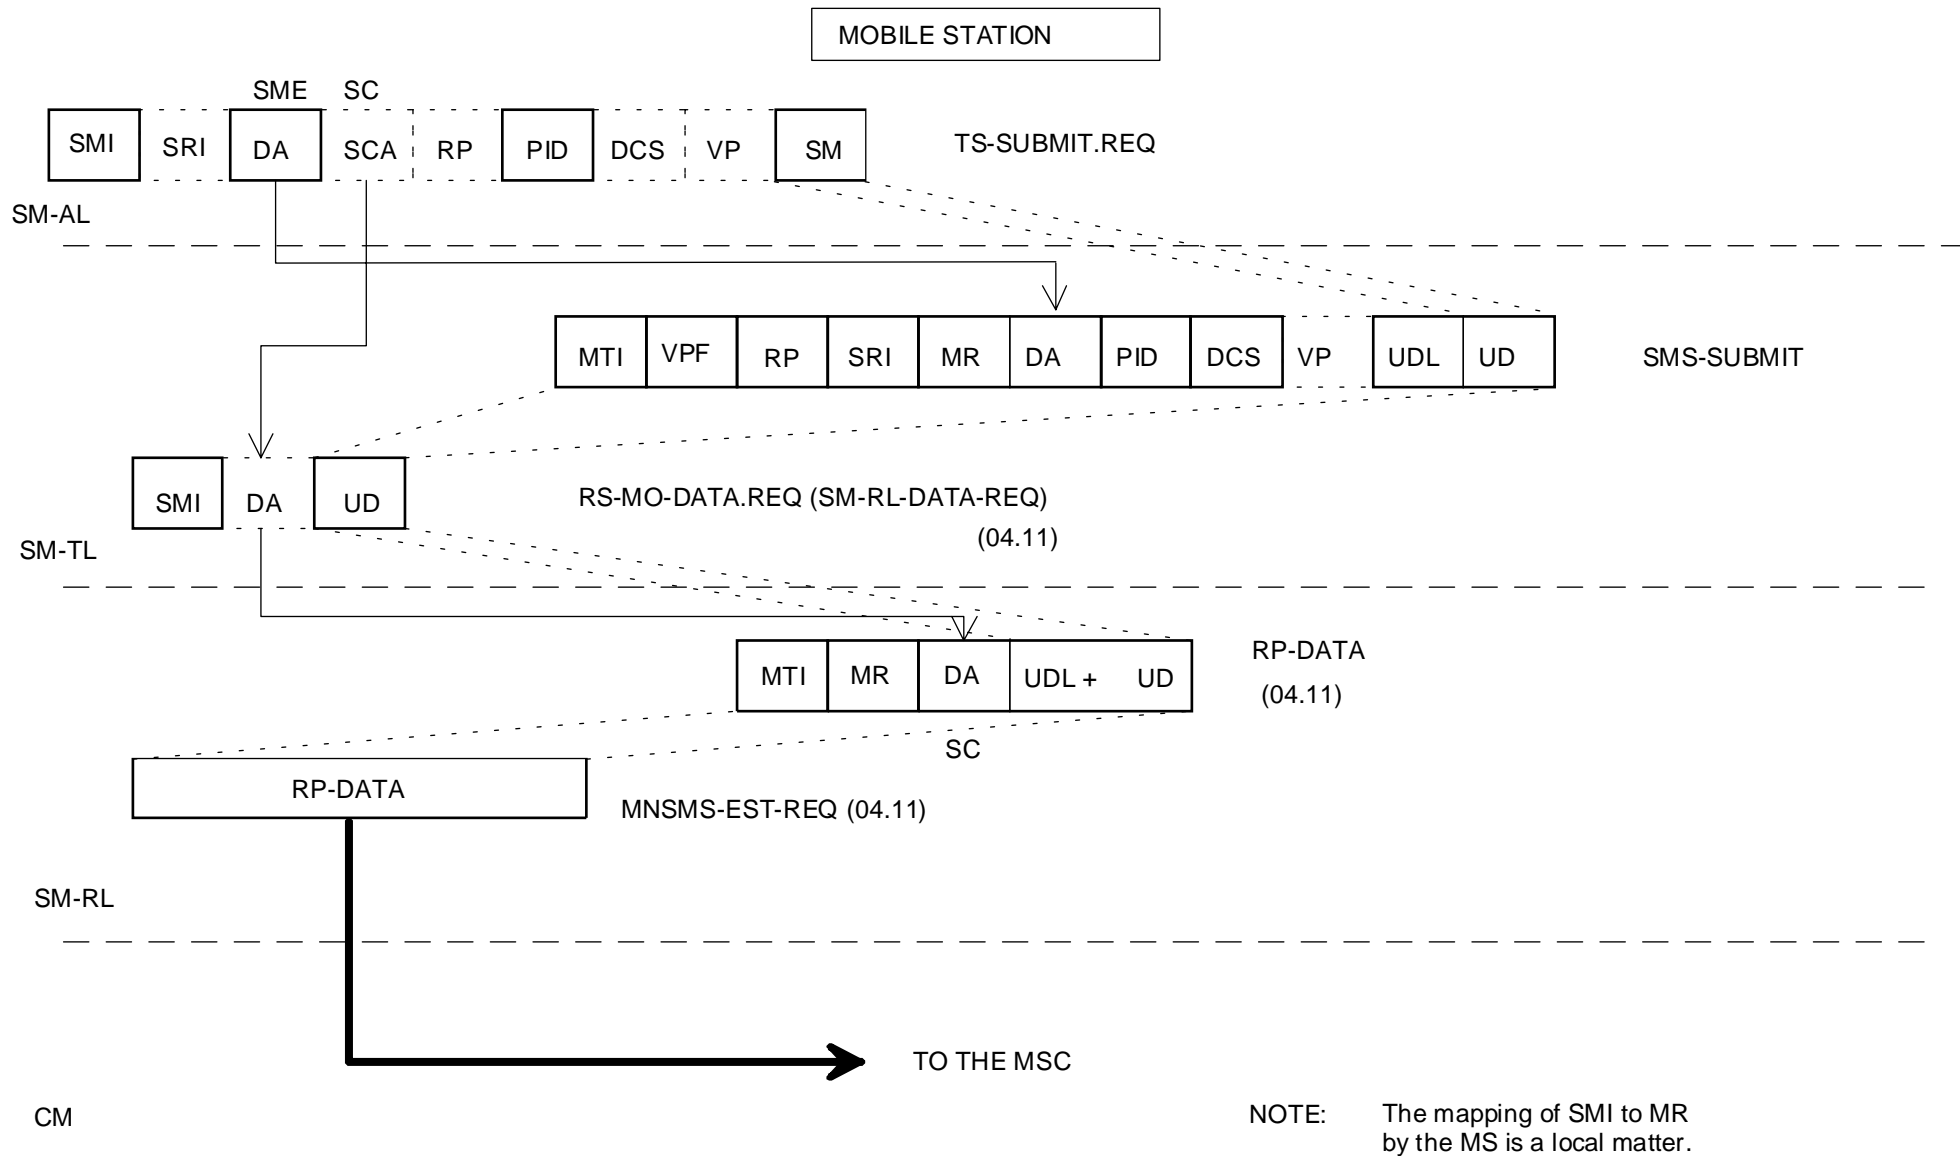 MOBILE STATION
SME SC
SMI SRI DA SCA RP PID DCS VP SM TS-SUBMIT.REQ
SM-AL
MTI VPF RP SRI MR DA PID DCS VP UDL UD SMS-SUBMIT
SMI DA UD RS-MO-DATA.REQ (SM-RL-DATA-REQ)
(04.11)
SM-TL
MTI MR DA UDL + UD RP-DATA
(04.11)
SC
RP-DATA MNSMS-EST-REQ (04.11)
SM-RL
TO THE MSC
CM NOTE: The mapping of SMI to MR
by the MS is a local matter.